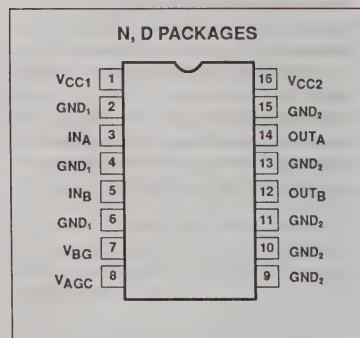 N, D PACKAGES
VCC1 1 16 VCC2
GND1 2 15 GND2
INA 3 14 OUTA
GND1 4 13 GND2
INB 5 12 OUTB
GND1 6 11 GND2
VBG 7 10 GND2
VAGC 8 9 GND2